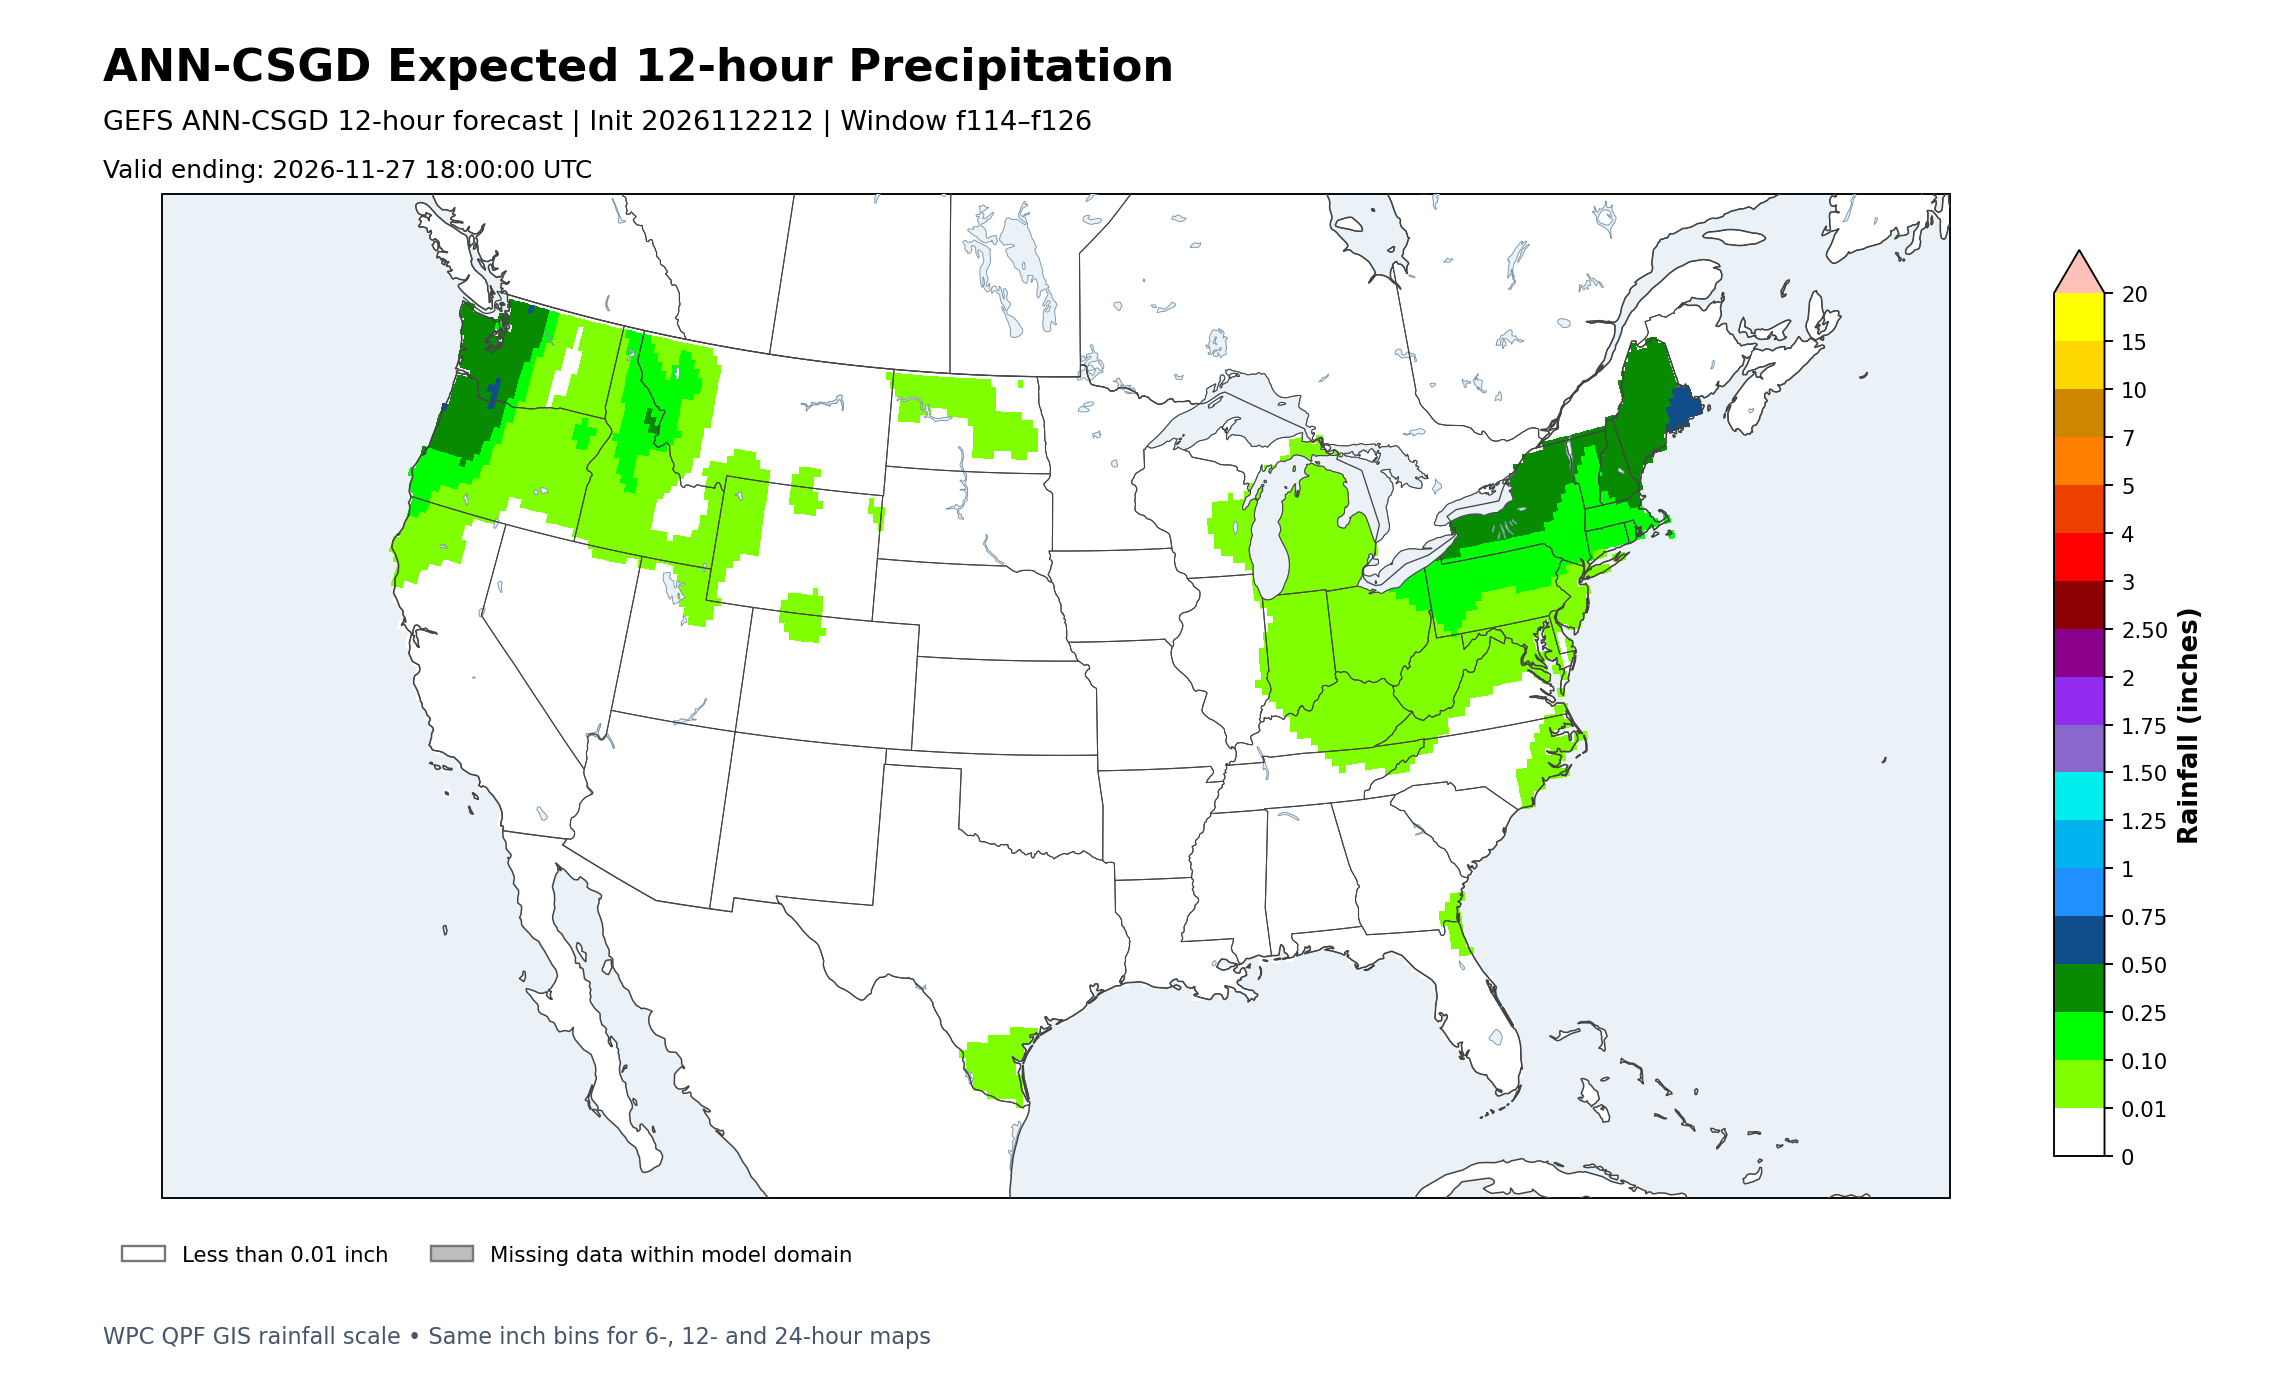 ANN-CSGD Expected 12-hour Precipitation
GEFS ANN-CSGD 12-hour forecast | Init 2026112212 | Window f114–f126
Valid ending: 2026-11-27 18:00:00 UTC
20
15
10
7
5
4
3
2.50
2
1.75
1.50
1.25
1
0.75
0.50
0.25
0.10
0.01
0
Rainfall (inches)
Less than 0.01 inch
Missing data within model domain
WPC QPF GIS rainfall scale • Same inch bins for 6-, 12- and 24-hour maps